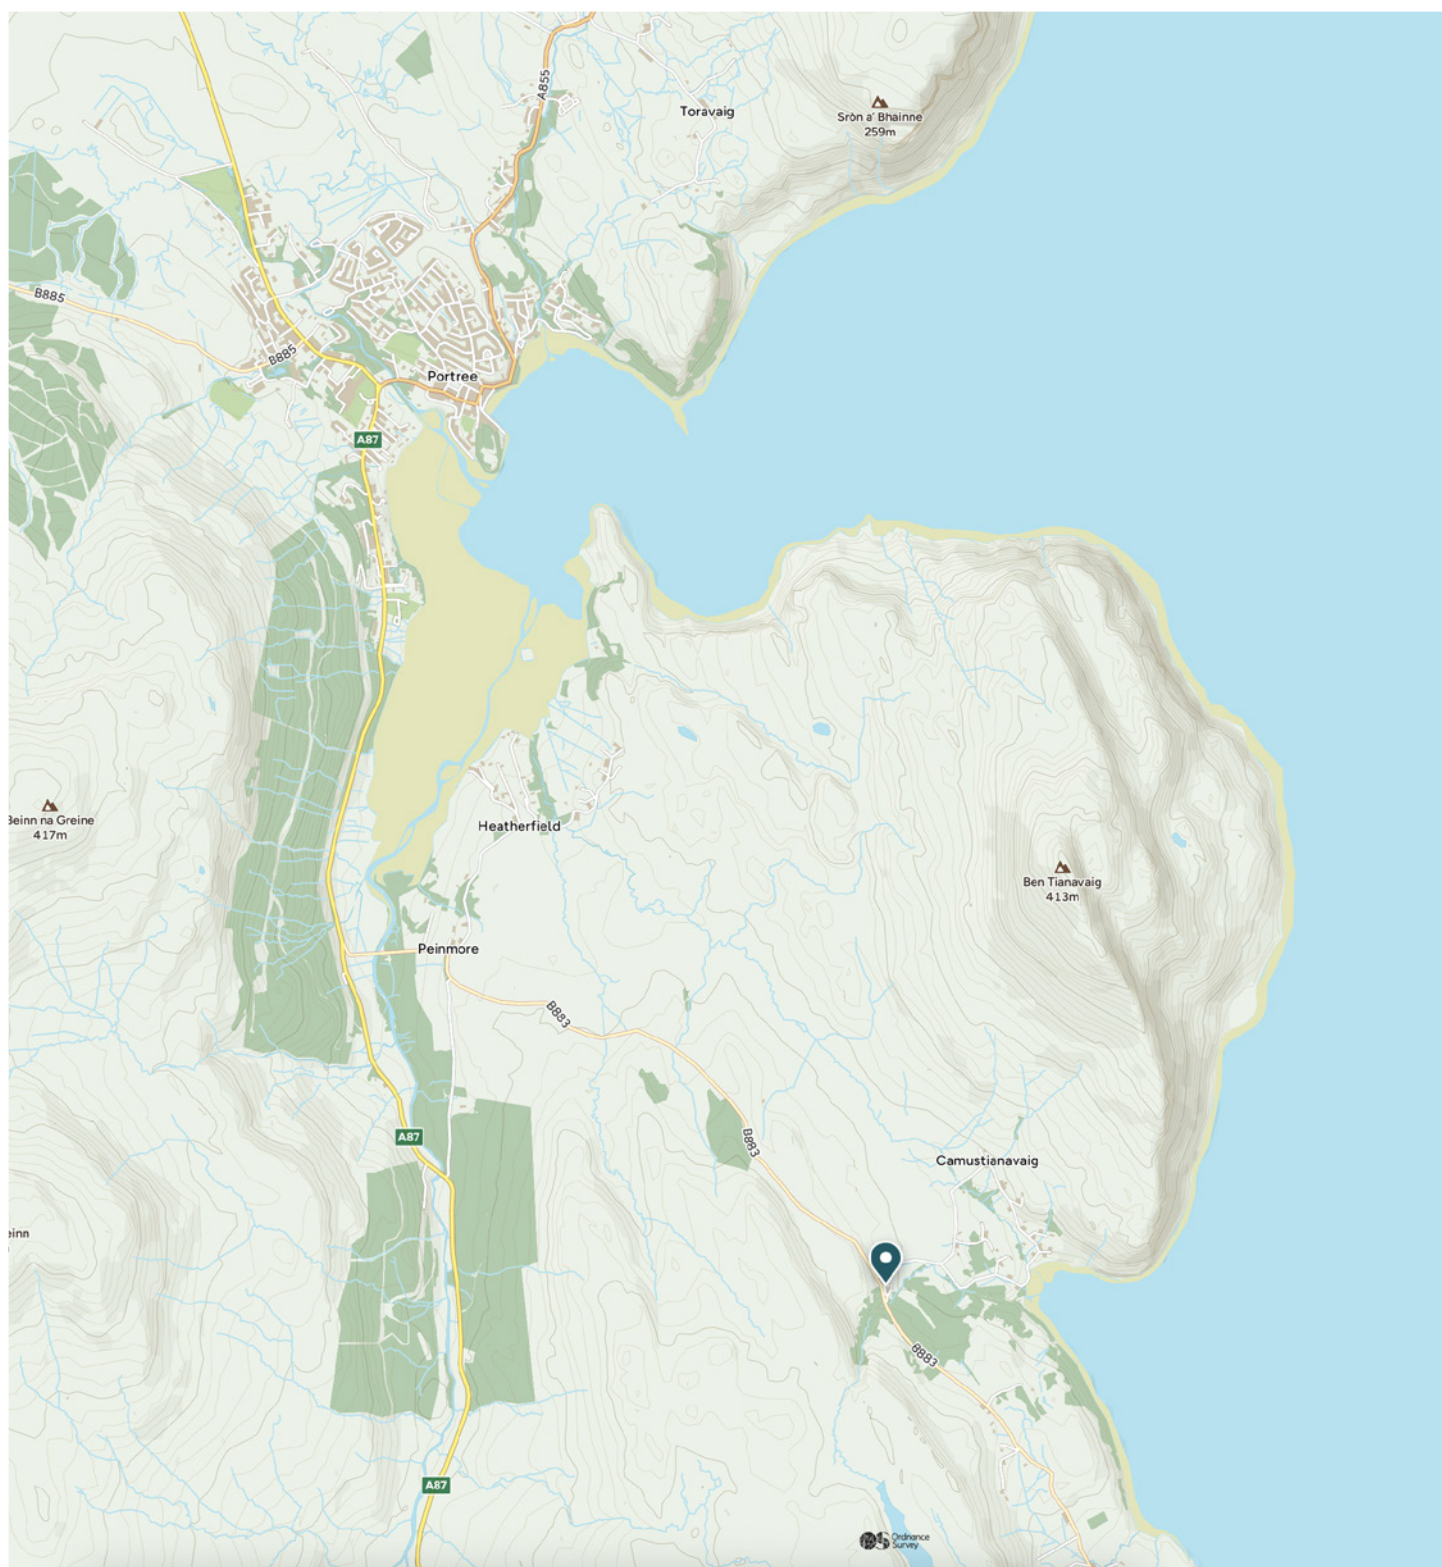 A855
Toravaig
Sròn a' Bhainne
259m
B885
B885
Portree
A87
Beinn na Greine
417m
Heatherfield
Ben Tianavaig
413m
Peinmore
B883
A87
B883
Camustianavaig
einn
B883
A87
Ordnance
Survey